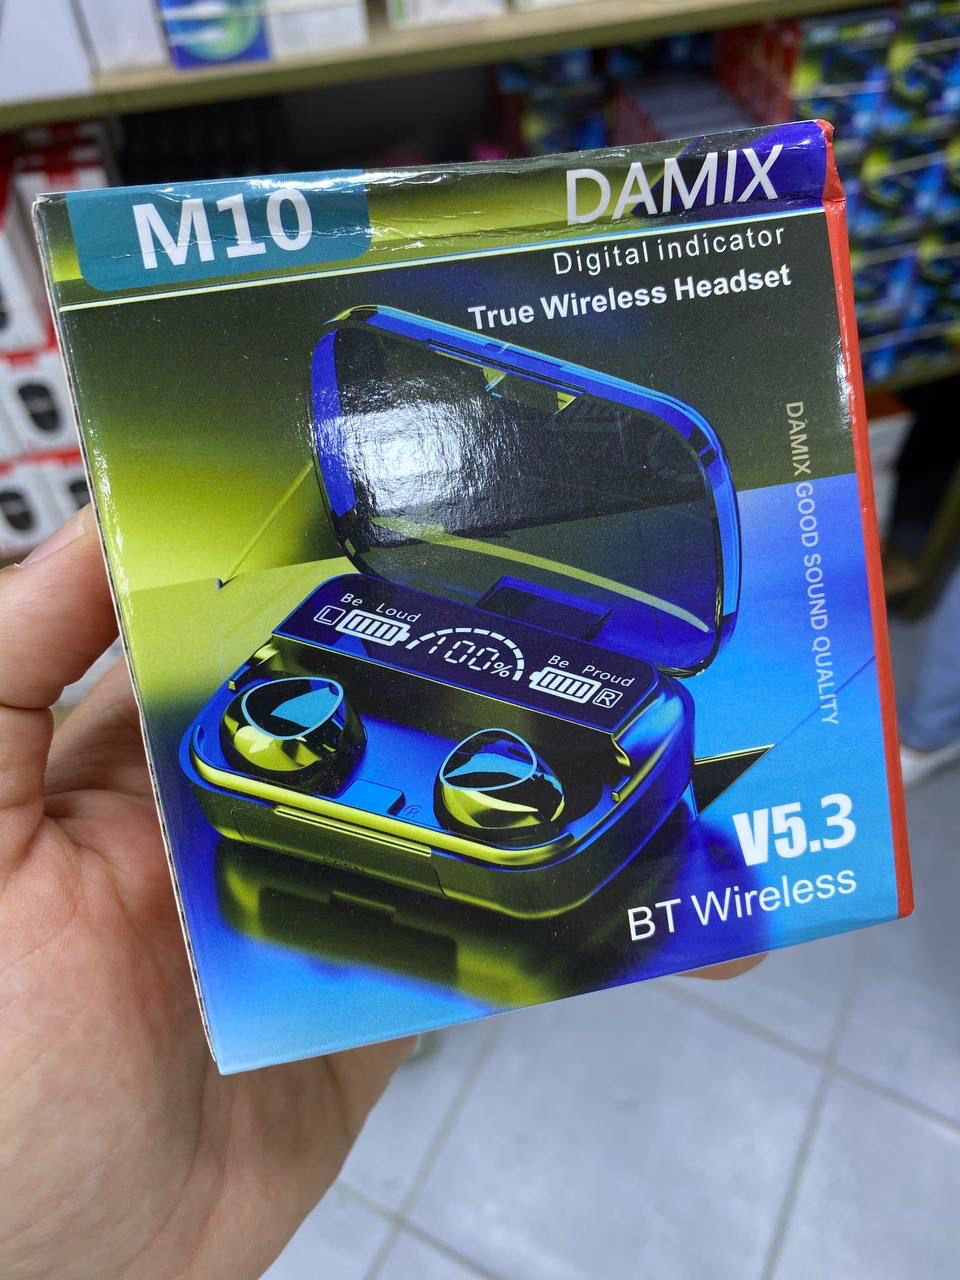 M10
DAMIX
Digital indicator
True Wireless Headset
DAMIX GOOD SOUND QUALITY
Be Loud
L
100%
Be Proud
R
OPEN
V5.3
BT Wireless